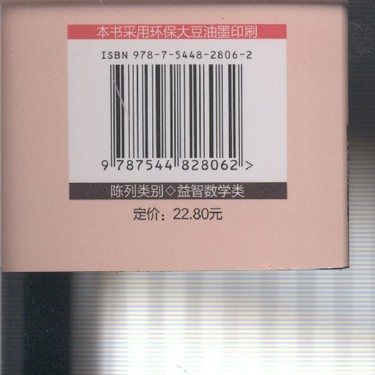 本书采用环保大豆油墨印刷
ISBN 978-7-5448-2806-2
9 787544 828062 >
陈列类别◇益智数学类
定价：22.80元